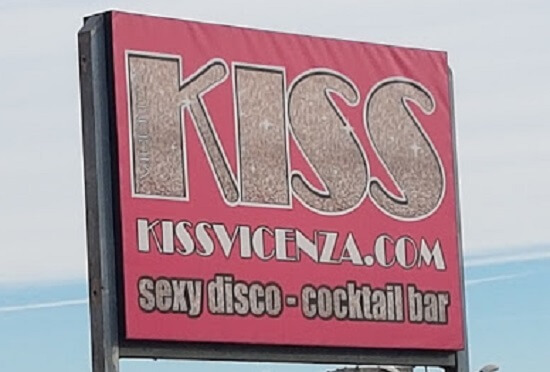 KISS
KISSVICENZA.COM
sexy disco - cocktail bar